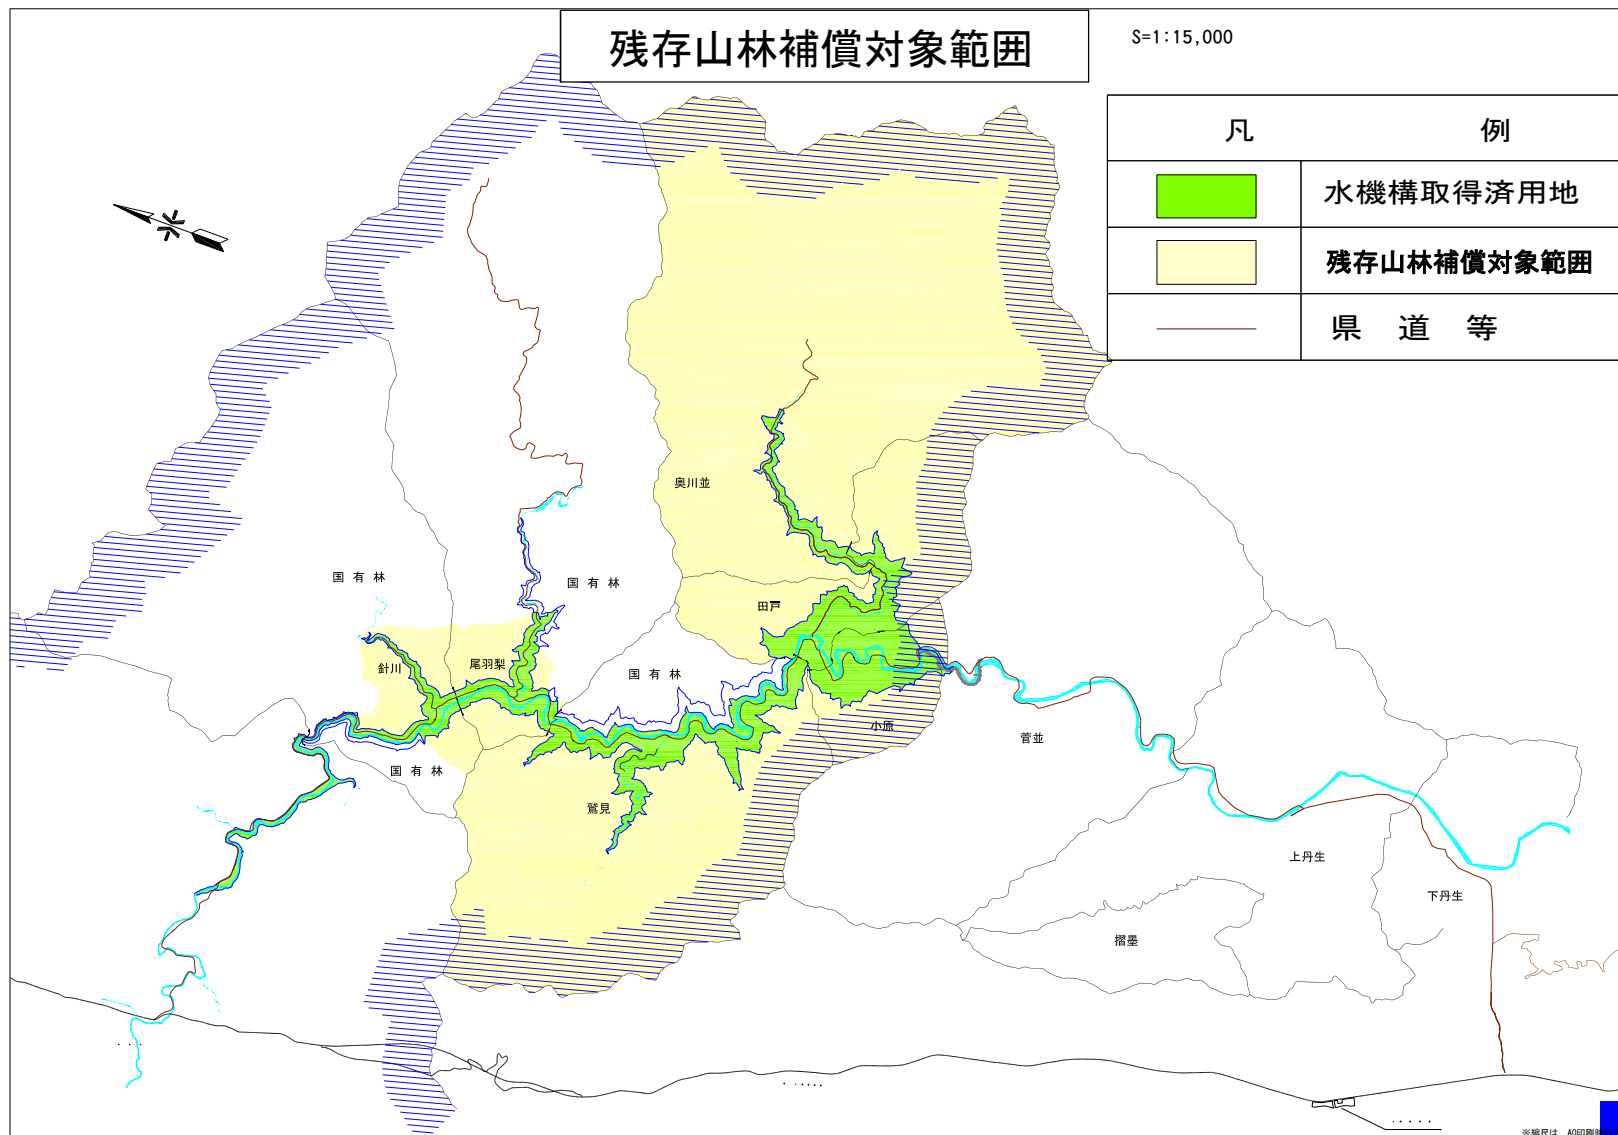 残存山林補償対象範囲
S=1:15,000
凡 例
水機構取得済用地
残存山林補償対象範囲
県 道 等
奥川並
国 有 林
国 有 林
田戸
針川
尾羽梨
国 有 林
小原
菅並
国 有 林
鷲見
上丹生
下丹生
摺墨